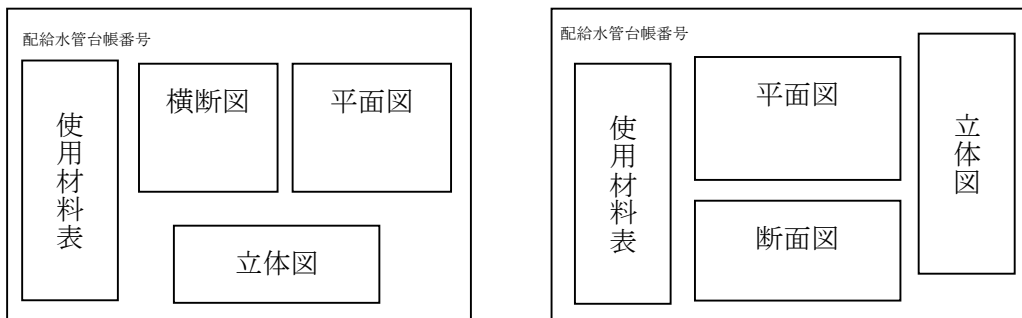 配給水管台帳番号
使用材料表
横断図
平面図
立体図
配給水管台帳番号
使用材料表
平面図
断面図
立体図